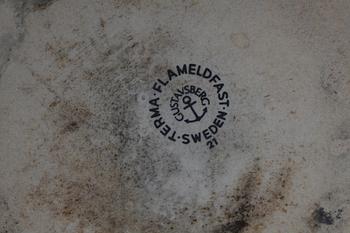 TERMA · FLAMELDFAST · SWEDEN
GUSTAVSBERG
21